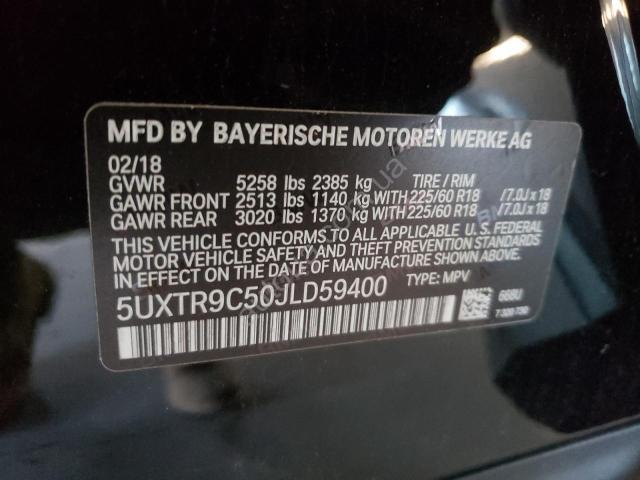 MFD BY BAYERISCHE MOTOREN WERKE AG
02/18
GVWR 5258 lbs 2385 kg TIRE / RIM
GAWR FRONT 2513 lbs 1140 kg WITH 225/60 R18 /7.0J x 18
GAWR REAR 3020 lbs 1370 kg WITH 225/60 R18 /7.0J x 18
THIS VEHICLE CONFORMS TO ALL APPLICABLE U.S. FEDERAL
MOTOR VEHICLE SAFETY AND THEFT PREVENTION STANDARDS
IN EFFECT ON THE DATE OF MANUFACTURE SHOWN ABOVE.
5UXTR9C50JLD59400 TYPE: MPV
668U